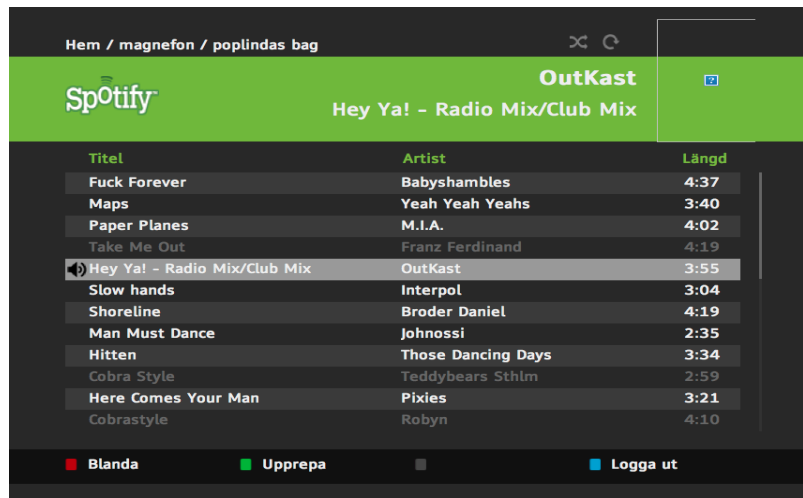 Hem / magnefon / poplindas bag
Spotify
OutKast
Hey Ya! – Radio Mix/Club Mix
?
Titel Artist Längd
Fuck Forever Babyshambles 4:37
Maps Yeah Yeah Yeahs 3:40
Paper Planes M.I.A. 4:02
Take Me Out Franz Ferdinand 4:19
Hey Ya! – Radio Mix/Club Mix OutKast 3:55
Slow hands Interpol 3:04
Shoreline Broder Daniel 4:19
Man Must Dance Johnossi 2:35
Hitten Those Dancing Days 3:34
Cobra Style Teddybears Sthlm 2:59
Here Comes Your Man Pixies 3:21
Cobrastyle Robyn 4:10
Blanda Upprepa Logga ut